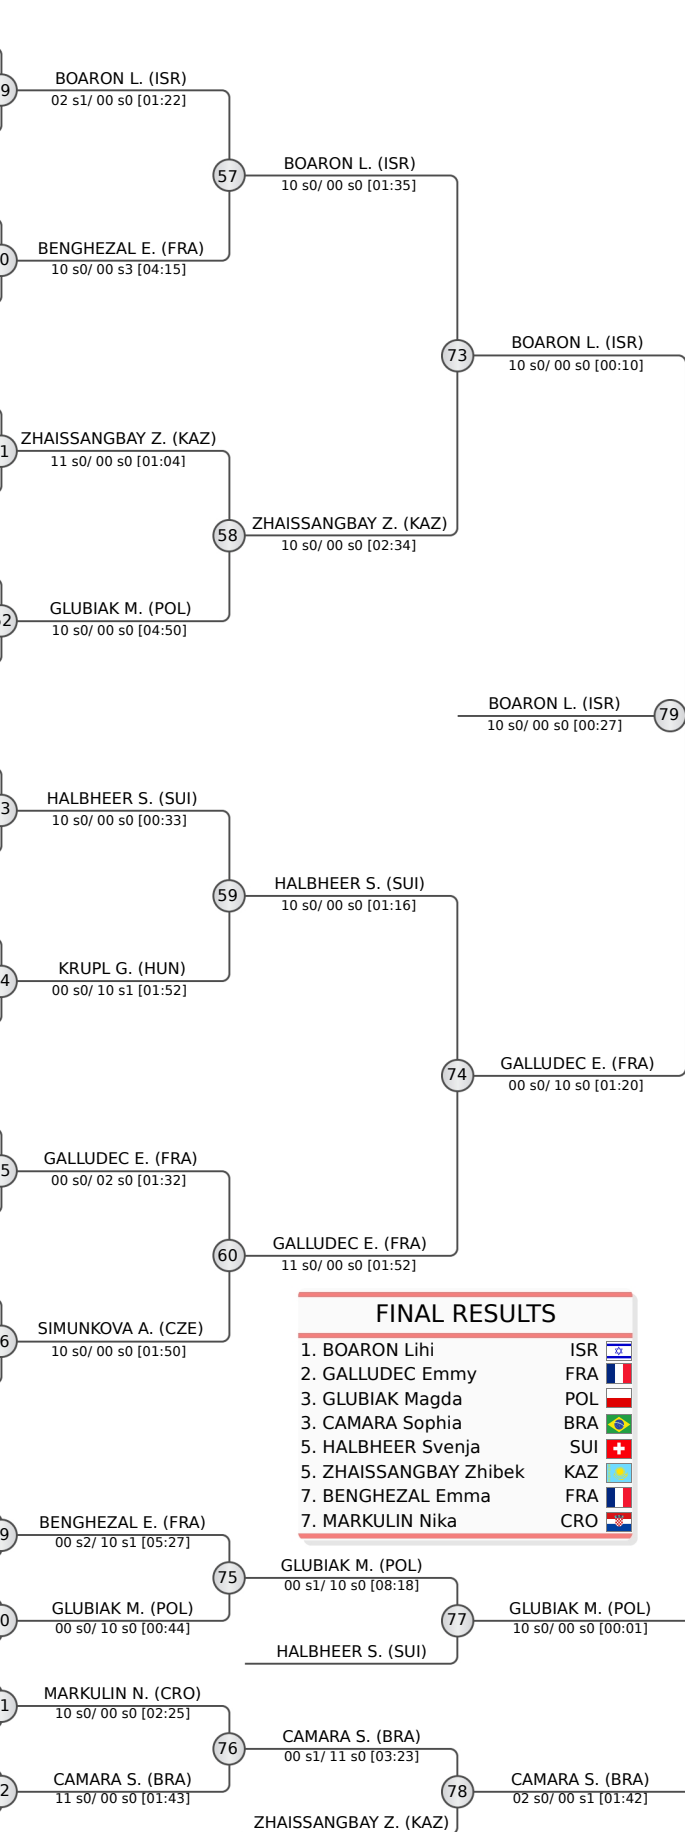 9
BOARON L. (ISR)
02 s1/ 00 s0 [01:22]
57
BOARON L. (ISR)
10 s0/ 00 s0 [01:35]
0
BENGHEZAL E. (FRA)
10 s0/ 00 s3 [04:15]
73
BOARON L. (ISR)
10 s0/ 00 s0 [00:10]
1
ZHAISSANGBAY Z. (KAZ)
11 s0/ 00 s0 [01:04]
58
ZHAISSANGBAY Z. (KAZ)
10 s0/ 00 s0 [02:34]
2
GLUBIAK M. (POL)
10 s0/ 00 s0 [04:50]
BOARON L. (ISR)
10 s0/ 00 s0 [00:27]
79
3
HALBHEER S. (SUI)
10 s0/ 00 s0 [00:33]
59
HALBHEER S. (SUI)
10 s0/ 00 s0 [01:16]
4
KRUPL G. (HUN)
00 s0/ 10 s1 [01:52]
74
GALLUDEC E. (FRA)
00 s0/ 10 s0 [01:20]
5
GALLUDEC E. (FRA)
00 s0/ 02 s0 [01:32]
60
GALLUDEC E. (FRA)
11 s0/ 00 s0 [01:52]
6
SIMUNKOVA A. (CZE)
10 s0/ 00 s0 [01:50]
FINAL RESULTS
1. BOARON Lihi ISR
2. GALLUDEC Emmy FRA
3. GLUBIAK Magda POL
3. CAMARA Sophia BRA
5. HALBHEER Svenja SUI
5. ZHAISSANGBAY Zhibek KAZ
7. BENGHEZAL Emma FRA
7. MARKULIN Nika CRO
9
BENGHEZAL E. (FRA)
00 s2/ 10 s1 [05:27]
75
GLUBIAK M. (POL)
00 s1/ 10 s0 [08:18]
0
GLUBIAK M. (POL)
00 s0/ 10 s0 [00:44]
77
GLUBIAK M. (POL)
10 s0/ 00 s0 [00:01]
HALBHEER S. (SUI)
1
MARKULIN N. (CRO)
10 s0/ 00 s0 [02:25]
76
CAMARA S. (BRA)
00 s1/ 11 s0 [03:23]
2
CAMARA S. (BRA)
11 s0/ 00 s0 [01:43]
78
CAMARA S. (BRA)
02 s0/ 00 s1 [01:42]
ZHAISSANGBAY Z. (KAZ)